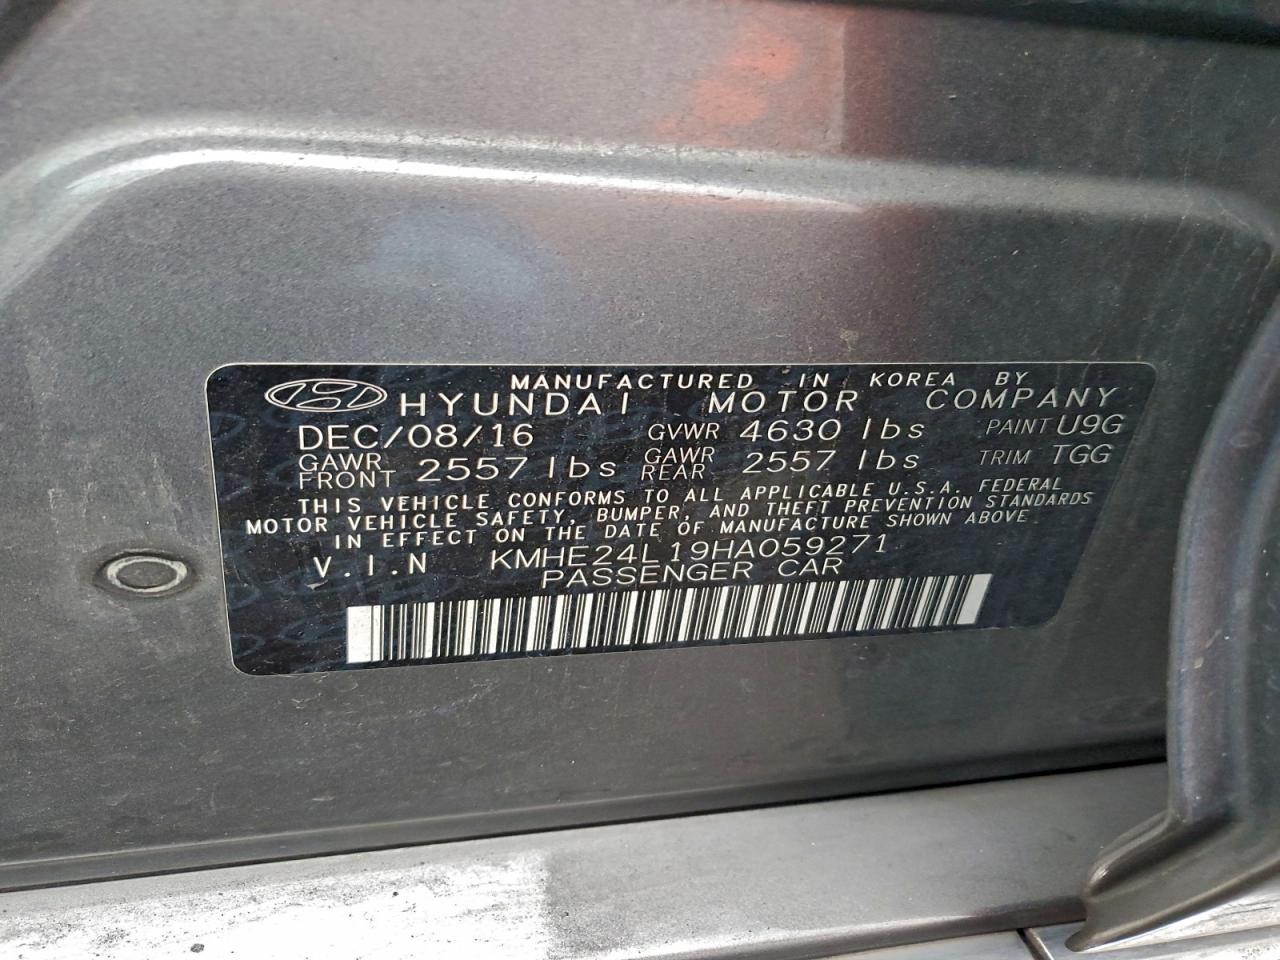 MANUFACTURED IN KOREA BY
HYUNDAI MOTOR COMPANY
DEC/08/16 GVWR 4630 lbs PAINT U9G
GAWR FRONT 2557 lbs GAWR REAR 2557 lbs TRIM TGG
THIS VEHICLE CONFORMS TO ALL APPLICABLE U.S.A. FEDERAL
MOTOR VEHICLE SAFETY, BUMPER, AND THEFT PREVENTION STANDARDS
IN EFFECT ON THE DATE OF MANUFACTURE SHOWN ABOVE
V.I.N KMHE24L19HA059271
PASSENGER CAR